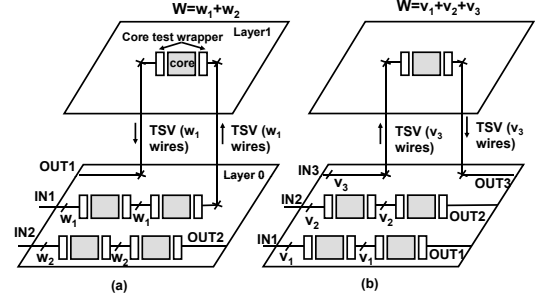 W=w1+w2
Core test wrapper
Layer1
core
TSV (w1 wires)
TSV (w1 wires)
OUT1
Layer 0
IN1
w1
w1
IN2
w2
w2
OUT2
(a)
W=v1+v2+v3
TSV (v3 wires)
TSV (v3 wires)
IN3
v3
OUT3
IN2
v2
v2
OUT2
IN1
v1
v1
OUT1
(b)